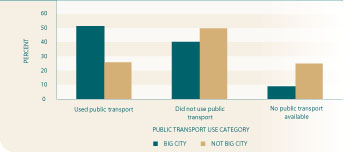 60
50
40
30
20
10
0
PERCENT
Used public transport
Did not use public
transport
No public transport
available
PUBLIC TRANSPORT USE CATEGORY
BIG CITY
NOT BIG CITY